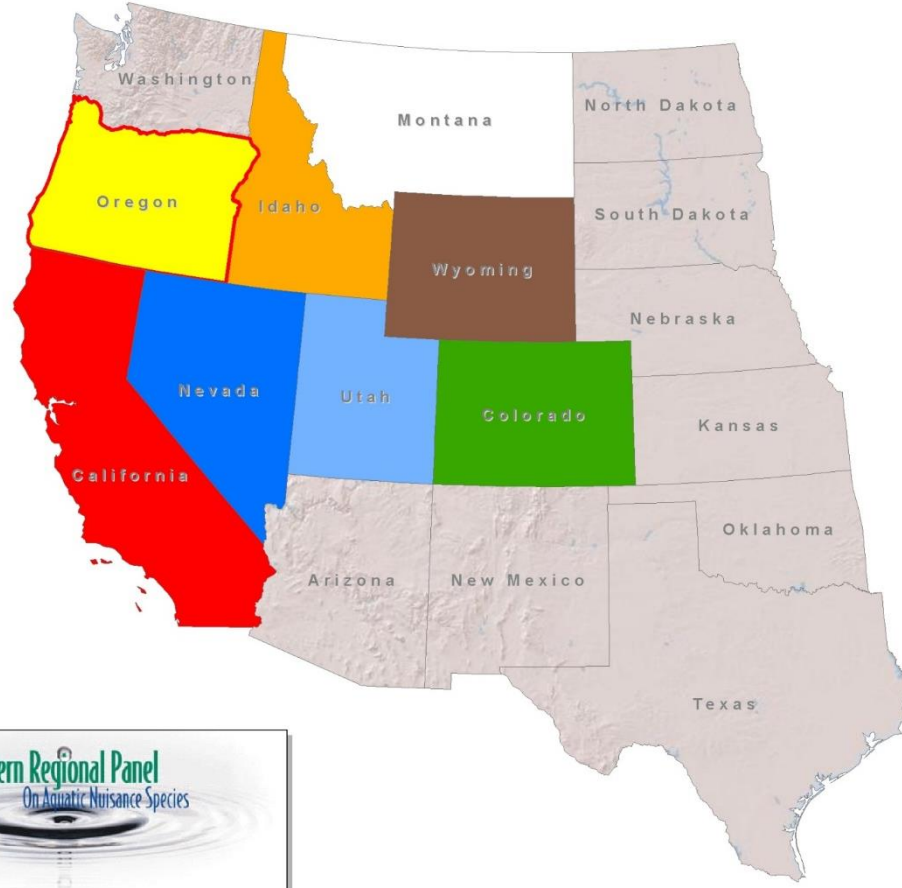 Washington
Montana
North Dakota
Oregon
Idaho
South Dakota
Wyoming
Nebraska
Nevada
Utah
Colorado
Kansas
California
Oklahoma
Arizona
New Mexico
Texas
ern Regional Panel
On Aquatic Nuisance Species